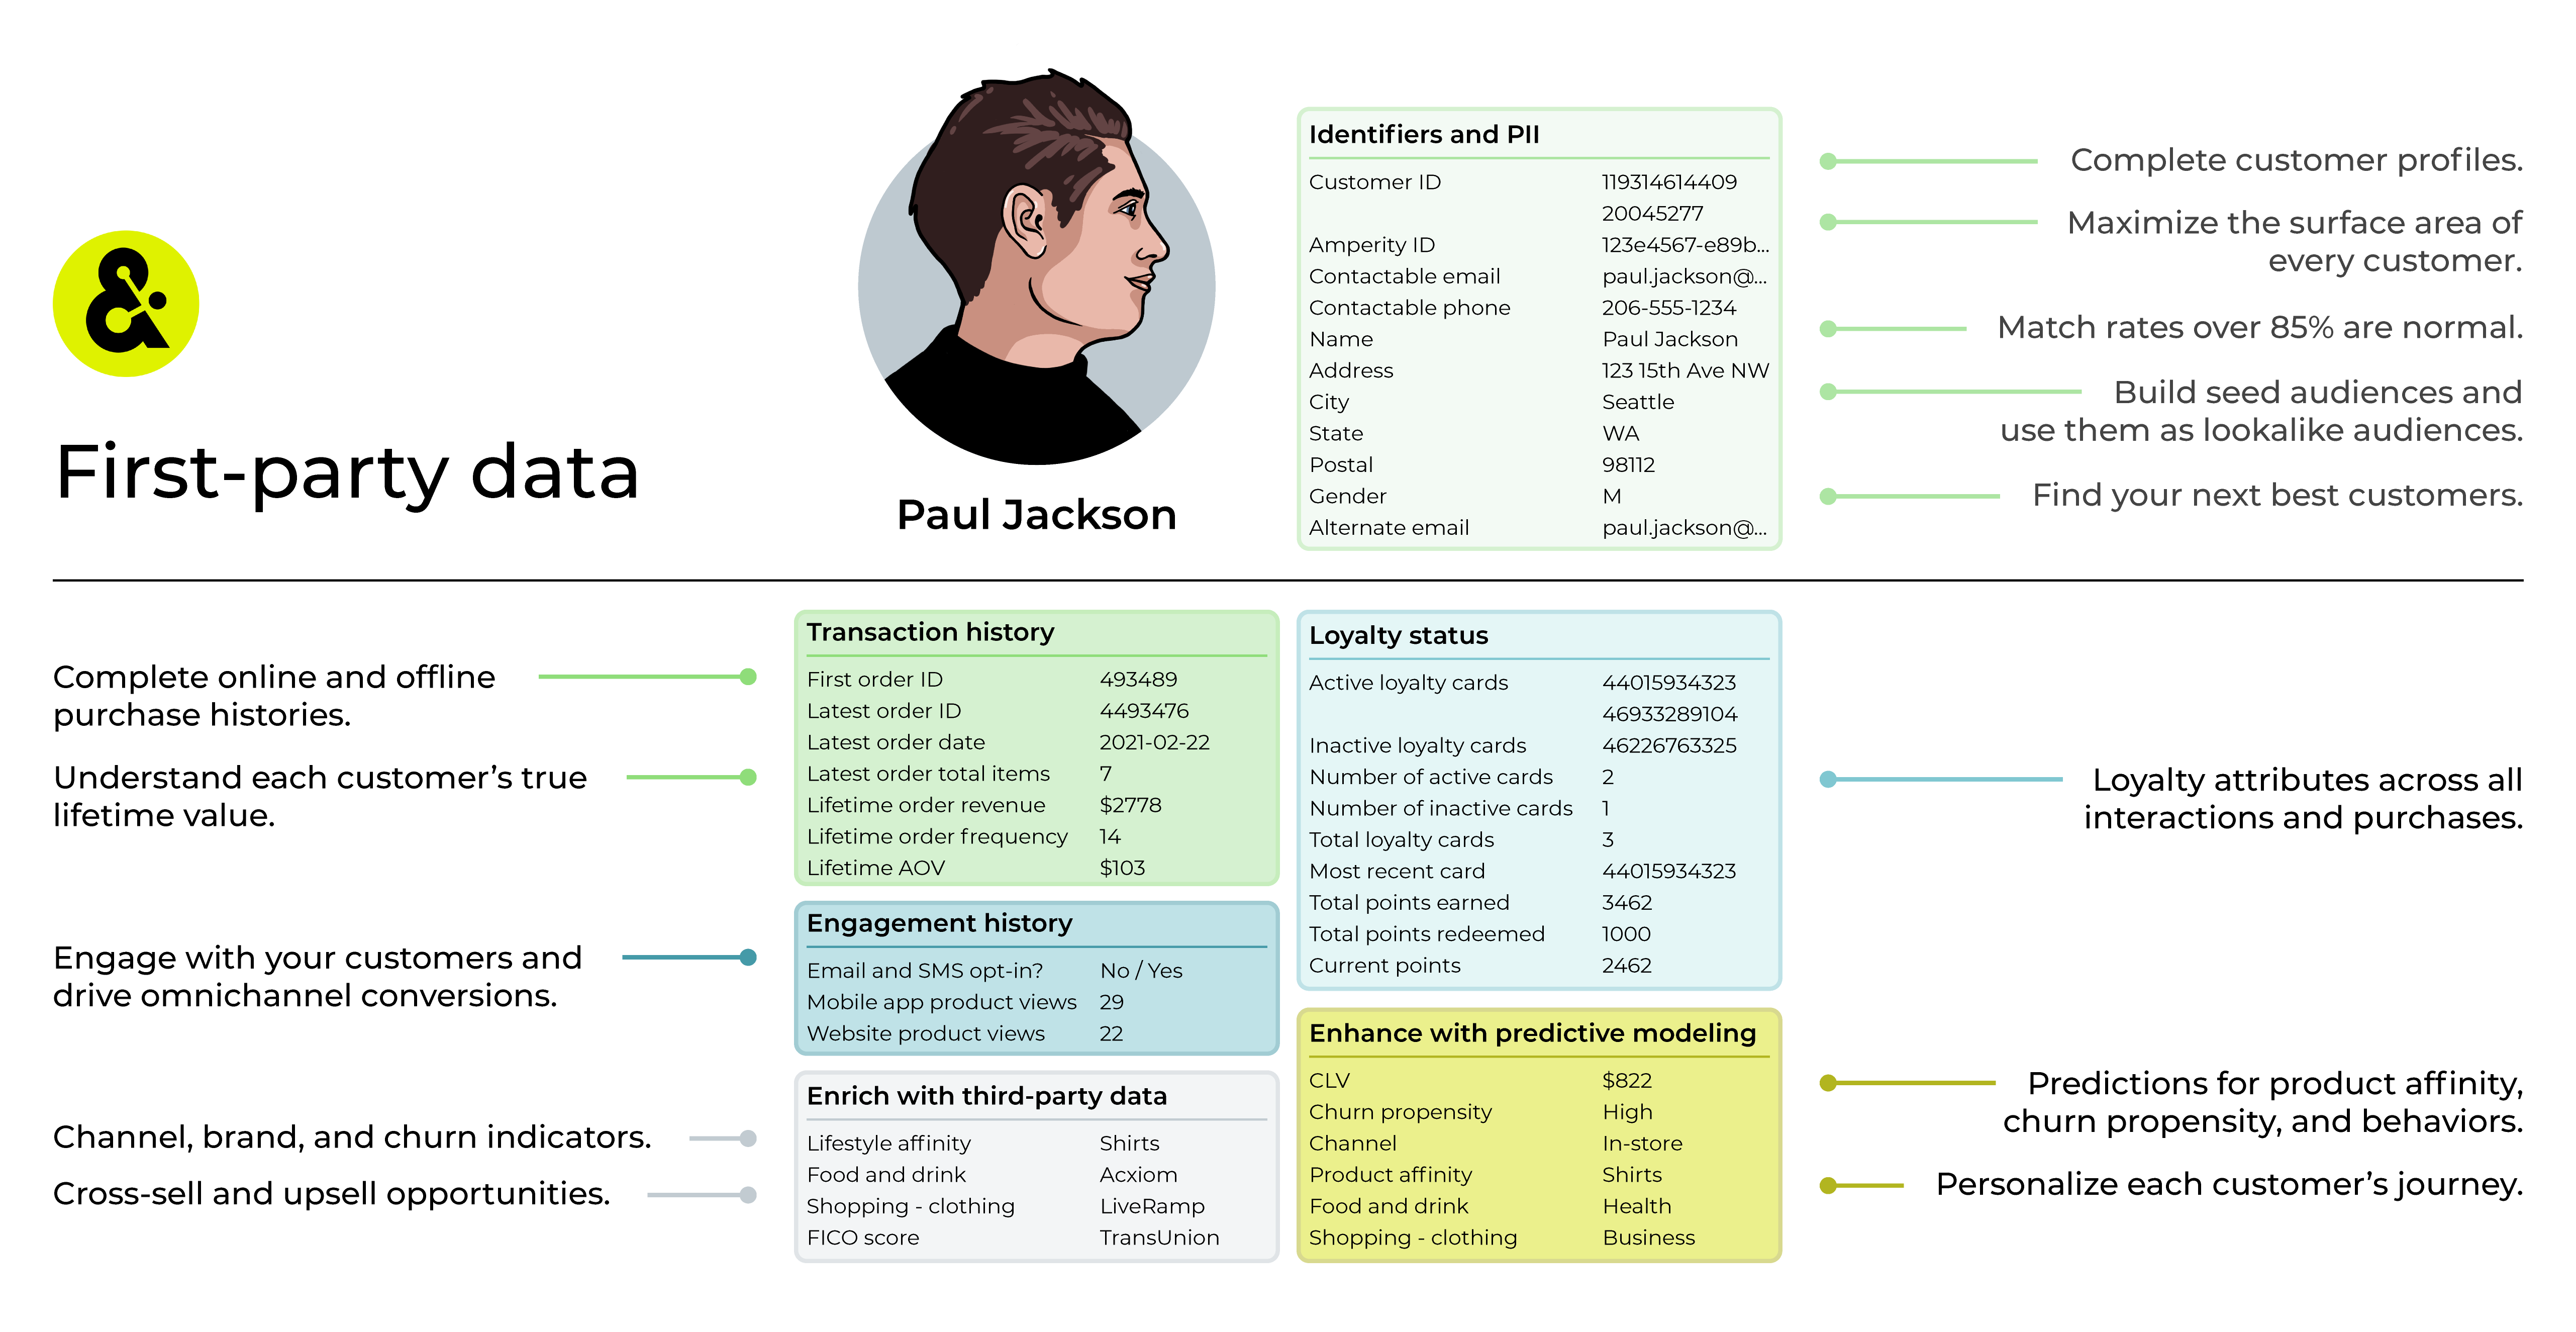 First-party data
Paul Jackson
Identifiers and PII
Customer ID 119314614409
20045277
Amperity ID 123e4567-e89b...
Contactable email paul.jackson@...
Contactable phone 206-555-1234
Name Paul Jackson
Address 123 15th Ave NW
City Seattle
State WA
Postal 98112
Gender M
Alternate email paul.jackson@...
Complete customer profiles.
Maximize the surface area of
every customer.
Match rates over 85% are normal.
Build seed audiences and
use them as lookalike audiences.
Find your next best customers.
Complete online and offline
purchase histories.
Understand each customer’s true
lifetime value.
Engage with your customers and
drive omnichannel conversions.
Channel, brand, and churn indicators.
Cross-sell and upsell opportunities.
Transaction history
First order ID 493489
Latest order ID 4493476
Latest order date 2021-02-22
Latest order total items 7
Lifetime order revenue $2778
Lifetime order frequency 14
Lifetime AOV $103
Engagement history
Email and SMS opt-in? No / Yes
Mobile app product views 29
Website product views 22
Enrich with third-party data
Lifestyle affinity Shirts
Food and drink Acxiom
Shopping - clothing LiveRamp
FICO score TransUnion
Loyalty status
Active loyalty cards 44015934323
46933289104
Inactive loyalty cards 46226763325
Number of active cards 2
Number of inactive cards 1
Total loyalty cards 3
Most recent card 44015934323
Total points earned 3462
Total points redeemed 1000
Current points 2462
Enhance with predictive modeling
CLV $822
Churn propensity High
Channel In-store
Product affinity Shirts
Food and drink Health
Shopping - clothing Business
Loyalty attributes across all
interactions and purchases.
Predictions for product affinity,
churn propensity, and behaviors.
Personalize each customer’s journey.